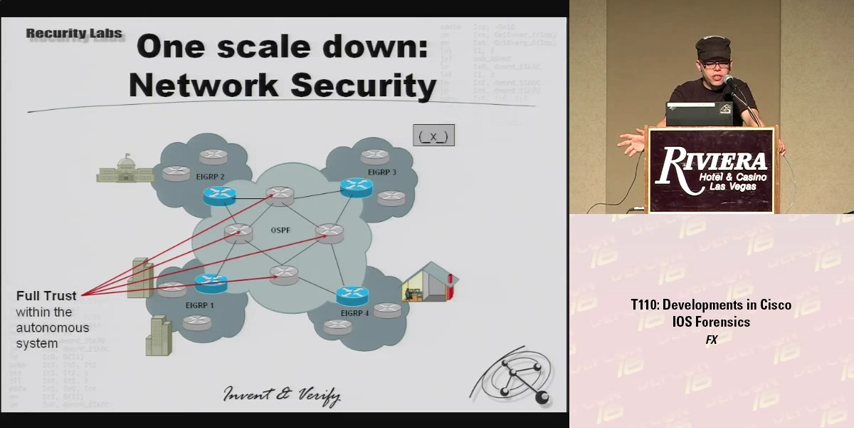 Recurity Labs
One scale down:
Network Security
(_x_)
EIGRP 2
EIGRP 3
OSPF
EIGRP 1
EIGRP 4
Full Trust
within the
autonomous
system
Invent & Verify
RIVIERA
Hotel & Casino
Las Vegas
T110: Developments in Cisco
IOS Forensics
FX